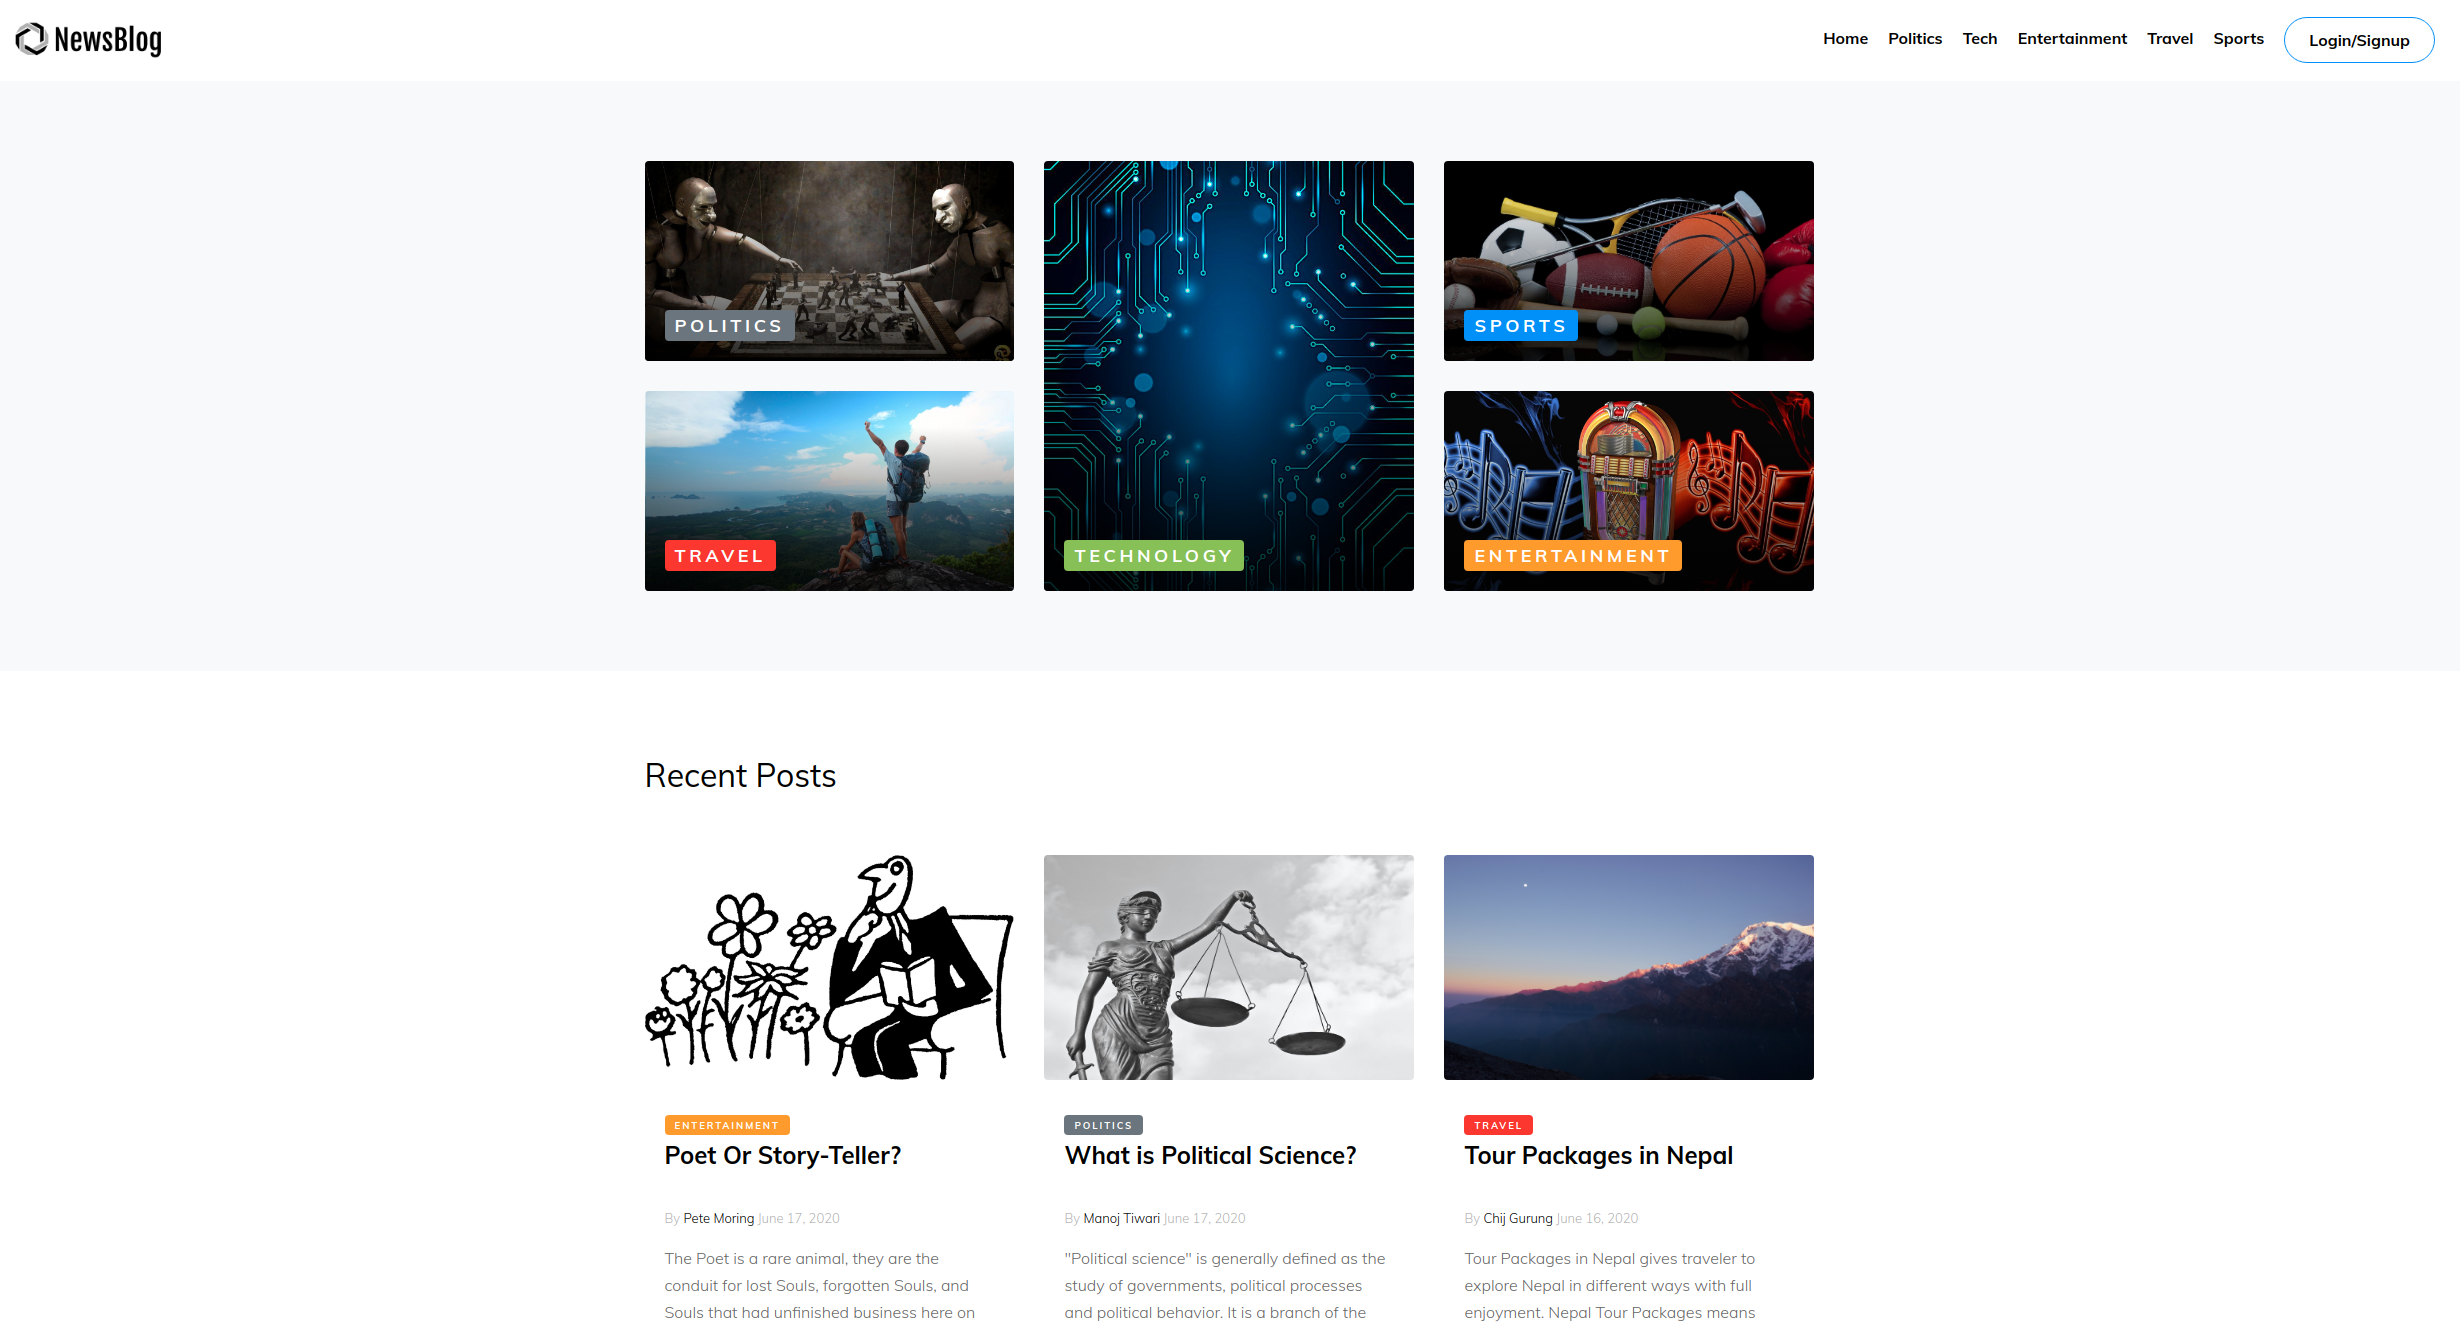 NewsBlog
Home Politics Tech Entertainment Travel Sports Login/Signup
POLITICS
SPORTS
TRAVEL
TECHNOLOGY
ENTERTAINMENT
Recent Posts
ENTERTAINMENT
Poet Or Story-Teller?
By Pete Moring June 17, 2020
The Poet is a rare animal, they are the
conduit for lost Souls, forgotten Souls, and
Souls that had unfinished business here on
POLITICS
What is Political Science?
By Manoj Tiwari June 17, 2020
"Political science" is generally defined as the
study of governments, political processes
and political behavior. It is a branch of the
TRAVEL
Tour Packages in Nepal
By Chij Gurung June 16, 2020
Tour Packages in Nepal gives traveler to
explore Nepal in different ways with full
enjoyment. Nepal Tour Packages means